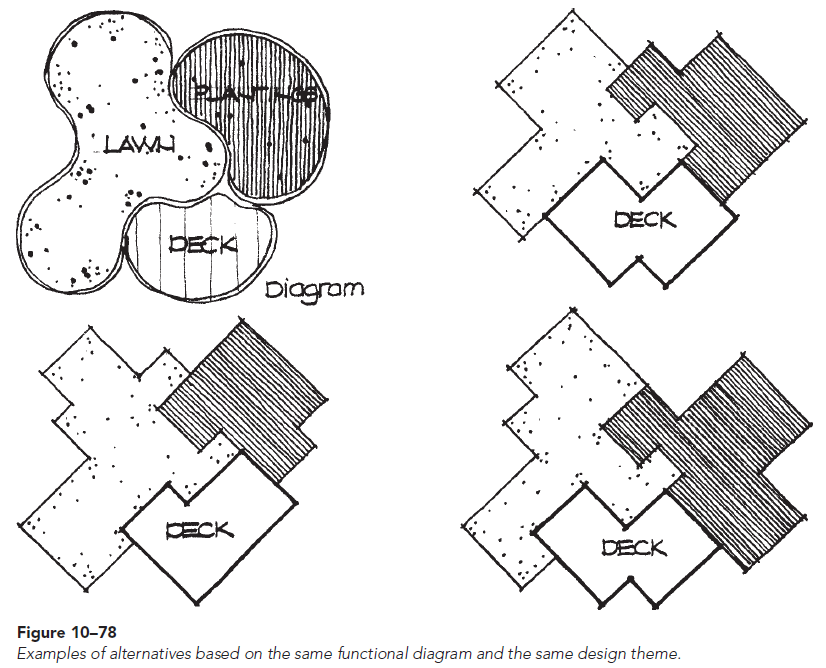 PLANTINGS
LAWN
DECK
Diagram
DECK
DECK
DECK
Figure 10–78
Examples of alternatives based on the same functional diagram and the same design theme.